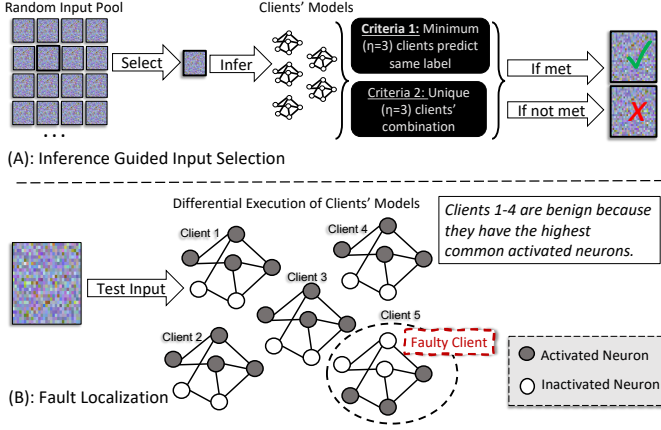 Random Input Pool
Clients' Models
Select
Infer
Criteria 1: Minimum
(η=3) clients predict
same label
Criteria 2: Unique
(η=3) clients'
combination
If met
If not met
...
(A): Inference Guided Input Selection
Differential Execution of Clients' Models
Clients 1-4 are benign because
they have the highest
common activated neurons.
Client 1
Client 4
Test Input
Client 3
Client 2
Client 5
Faulty Client
Activated Neuron
Inactivated Neuron
(B): Fault Localization